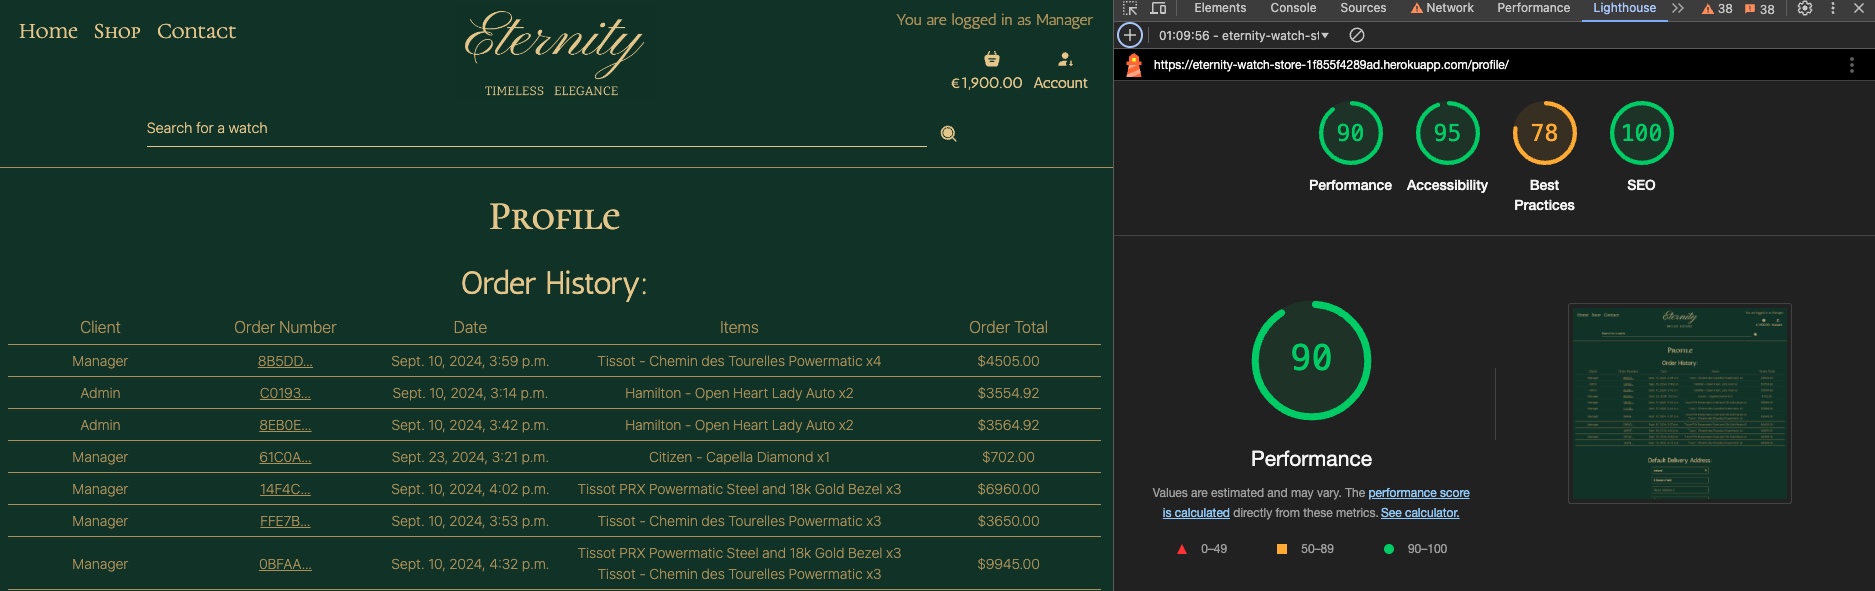 Home Shop Contact
Eternity
TIMELESS ELEGANCE
You are logged in as Manager
€1,900.00 Account
Search for a watch
Profile
Order History:
Client Order Number Date Items Order Total
Manager 8B5DD... Sept. 10, 2024, 3:59 p.m. Tissot - Chemin des Tourelles Powermatic x4 $4505.00
Admin C0193... Sept. 10, 2024, 3:14 p.m. Hamilton - Open Heart Lady Auto x2 $3554.92
Admin 8EB0E... Sept. 10, 2024, 3:42 p.m. Hamilton - Open Heart Lady Auto x2 $3564.92
Manager 61C0A... Sept. 23, 2024, 3:21 p.m. Citizen - Capella Diamond x1 $702.00
Manager 14F4C... Sept. 10, 2024, 4:02 p.m. Tissot PRX Powermatic Steel and 18k Gold Bezel x3 $6960.00
Manager FFE7B... Sept. 10, 2024, 3:53 p.m. Tissot - Chemin des Tourelles Powermatic x3 $3650.00
Manager 0BFAA... Sept. 10, 2024, 4:32 p.m. Tissot PRX Powermatic Steel and 18k Gold Bezel x3 $9945.00
Tissot - Chemin des Tourelles Powermatic x3
Elements Console Sources Network Performance Lighthouse 38 38
01:09:56 - eternity-watch-st
https://eternity-watch-store-1f855f4289ad.herokuapp.com/profile/
90 95 78 100
Performance Accessibility Best Practices SEO
90
Performance
Values are estimated and may vary. The performance score
is calculated directly from these metrics. See calculator.
0–49 50–89 90–100
Eternity
Profile
Order History:
Default Delivery Address: